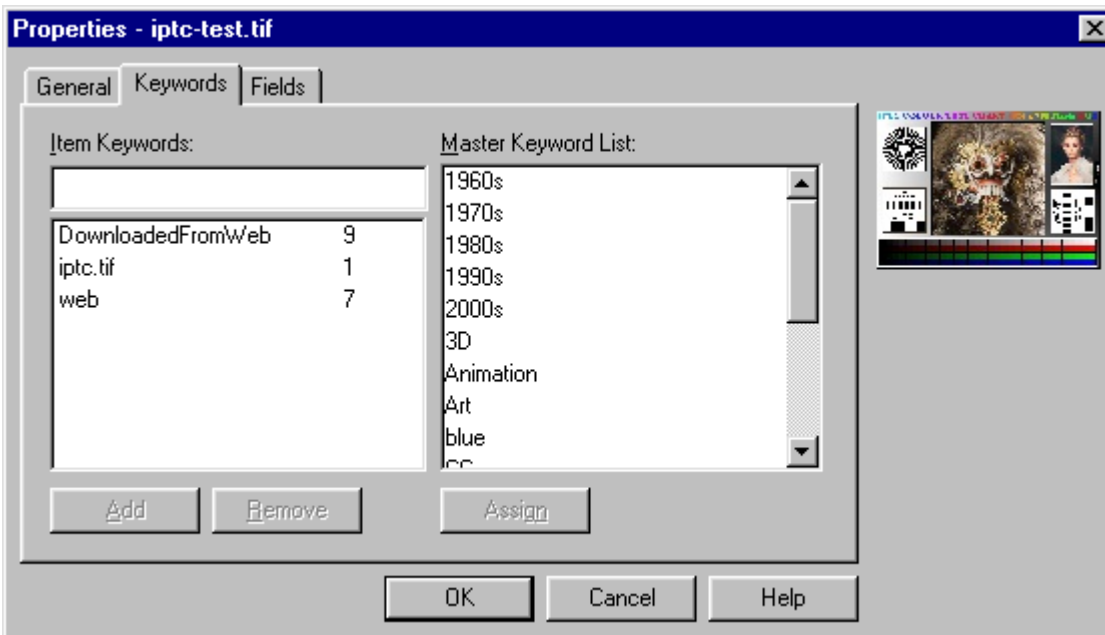 Properties - iptc-test.tif
General Keywords Fields
Item Keywords:
DownloadedFromWeb 9
iptc.tif 1
web 7
Add Remove
Master Keyword List:
1960s
1970s
1980s
1990s
2000s
3D
Animation
Art
blue
Assign
OK Cancel Help